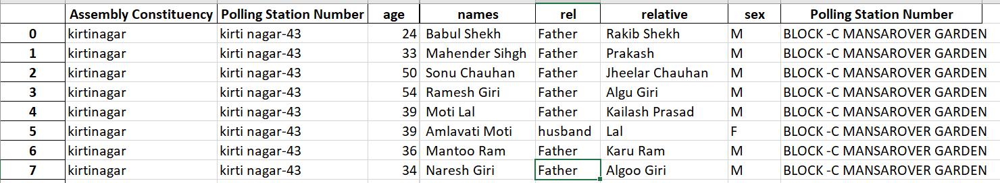 Assembly Constituency Polling Station Number age names rel relative sex Polling Station Number
0 kirtinagar kirti nagar-43 24 Babul Shekh Father Rakib Shekh M BLOCK -C MANSAROVER GARDEN
1 kirtinagar kirti nagar-43 33 Mahender Sihgh Father Prakash M BLOCK -C MANSAROVER GARDEN
2 kirtinagar kirti nagar-43 50 Sonu Chauhan Father Jheelar Chauhan M BLOCK -C MANSAROVER GARDEN
3 kirtinagar kirti nagar-43 54 Ramesh Giri Father Algu Giri M BLOCK -C MANSAROVER GARDEN
4 kirtinagar kirti nagar-43 39 Moti Lal Father Kailash Prasad M BLOCK -C MANSAROVER GARDEN
5 kirtinagar kirti nagar-43 39 Amlavati Moti husband Lal F BLOCK -C MANSAROVER GARDEN
6 kirtinagar kirti nagar-43 36 Mantoo Ram Father Karu Ram M BLOCK -C MANSAROVER GARDEN
7 kirtinagar kirti nagar-43 34 Naresh Giri Father Algoo Giri M BLOCK -C MANSAROVER GARDEN